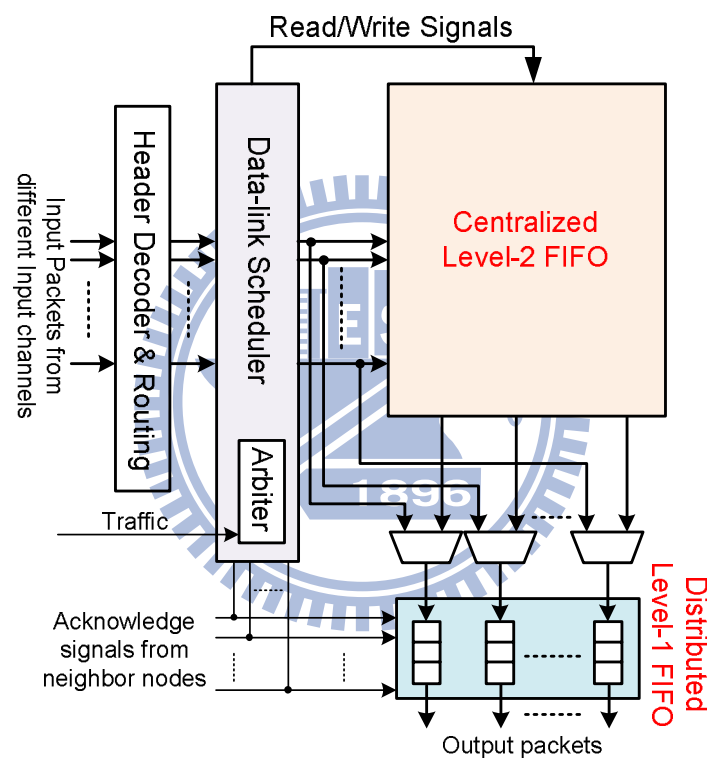 Read/Write Signals
Input Packets from
different Input channels
Header Decoder & Routing
Data-link Scheduler
Centralized
Level-2 FIFO
ES
1896
Arbiter
Traffic
Acknowledge
signals from
neighbor nodes
Distributed
Level-1 FIFO
Output packets